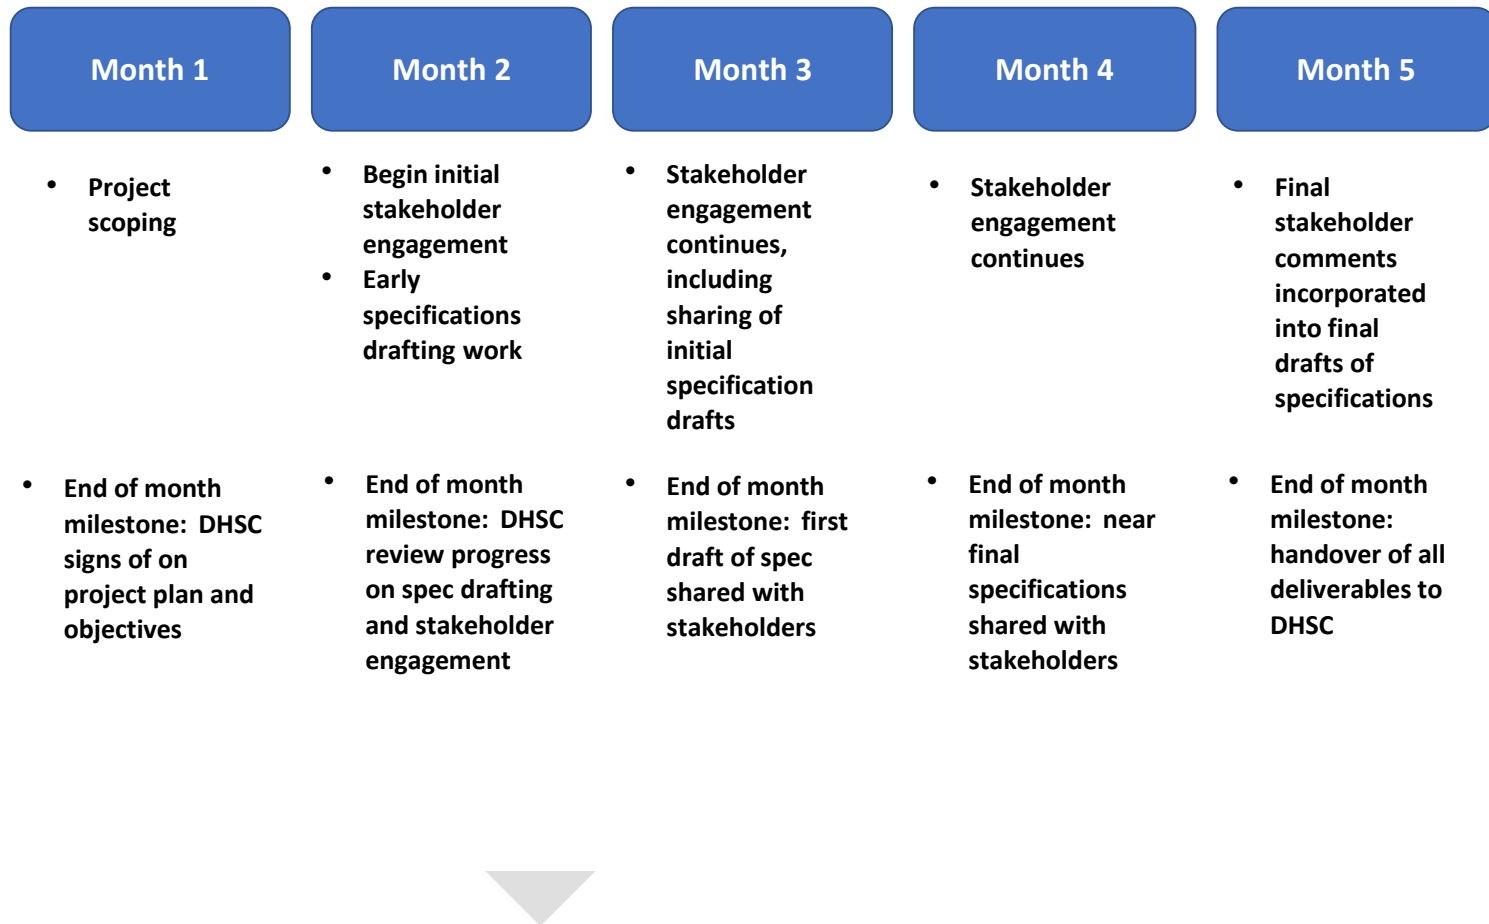 Month 1
Month 2
Month 3
Month 4
Month 5
• Project
scoping
• Begin initial
stakeholder
engagement
• Early
specifications
drafting work
• Stakeholder
engagement
continues,
including
sharing of
initial
specification
drafts
• Stakeholder
engagement
continues
• Final
stakeholder
comments
incorporated
into final
drafts of
specifications
• End of month
milestone: DHSC
signs of on
project plan and
objectives
• End of month
milestone: DHSC
review progress
on spec drafting
and stakeholder
engagement
• End of month
milestone: first
draft of spec
shared with
stakeholders
• End of month
milestone: near
final
specifications
shared with
stakeholders
• End of month
milestone:
handover of all
deliverables to
DHSC